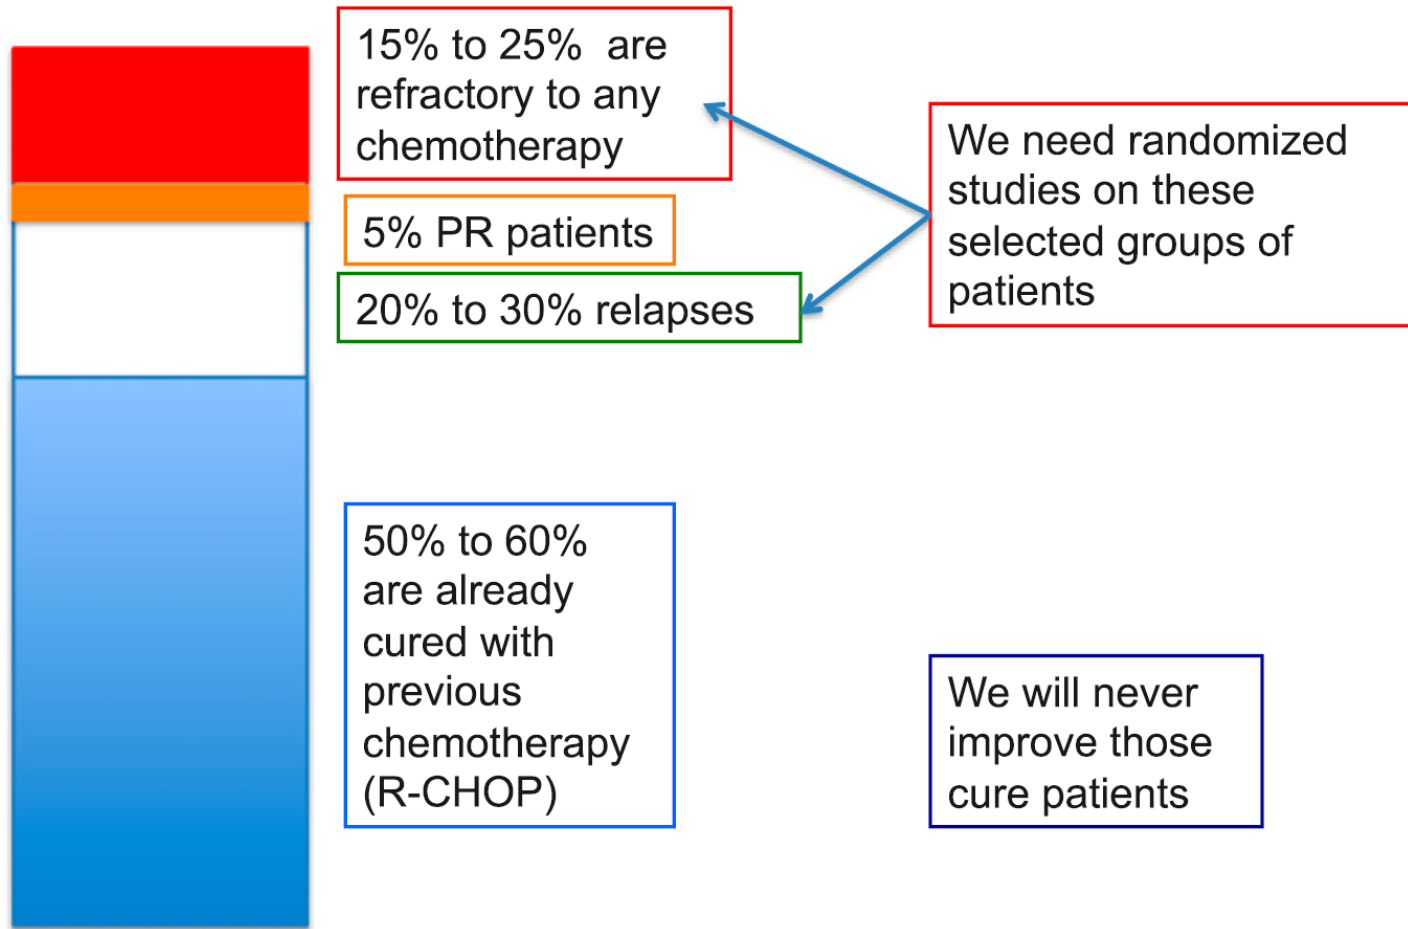 15% to 25% are
refractory to any
chemotherapy
5% PR patients
20% to 30% relapses
We need randomized
studies on these
selected groups of
patients
50% to 60%
are already
cured with
previous
chemotherapy
(R-CHOP)
We will never
improve those
cure patients